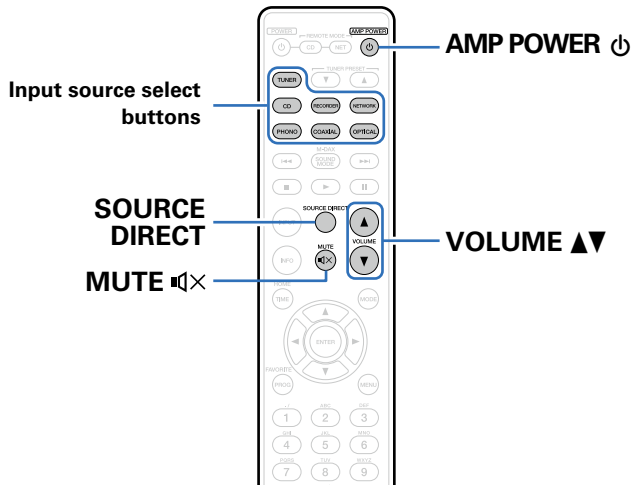 POWER
REMOTE MODE
AMP POWER
CD
NET
AMP POWER
TUNER PRESET
TUNER
Input source select
buttons
CD
RECORDER
NETWORK
PHONO
COAXIAL
OPTICAL
M-DAX
SOUND
MODE
SOURCE DIRECT
SOURCE
DIRECT
VOLUME
VOLUME ▲▼
MUTE
INFO
MUTE
HOME
TIME
MODE
ENTER
FAVORITE
PROG
MENU
./
ABC
DEF
1
2
3
GHI
JKL
MNO
4
5
6
PQRS
TUV
WXYZ
7
8
9